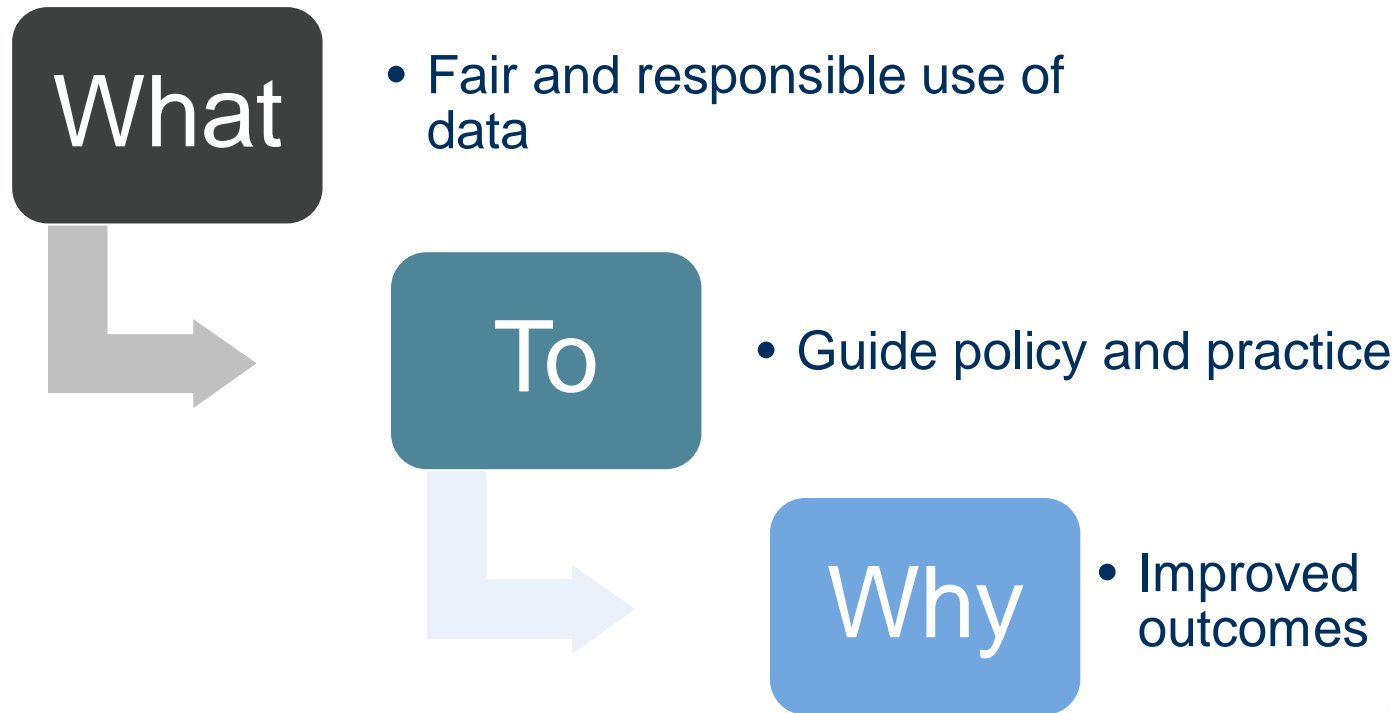 What
• Fair and responsible use of
data
To
• Guide policy and practice
Why
• Improved
outcomes